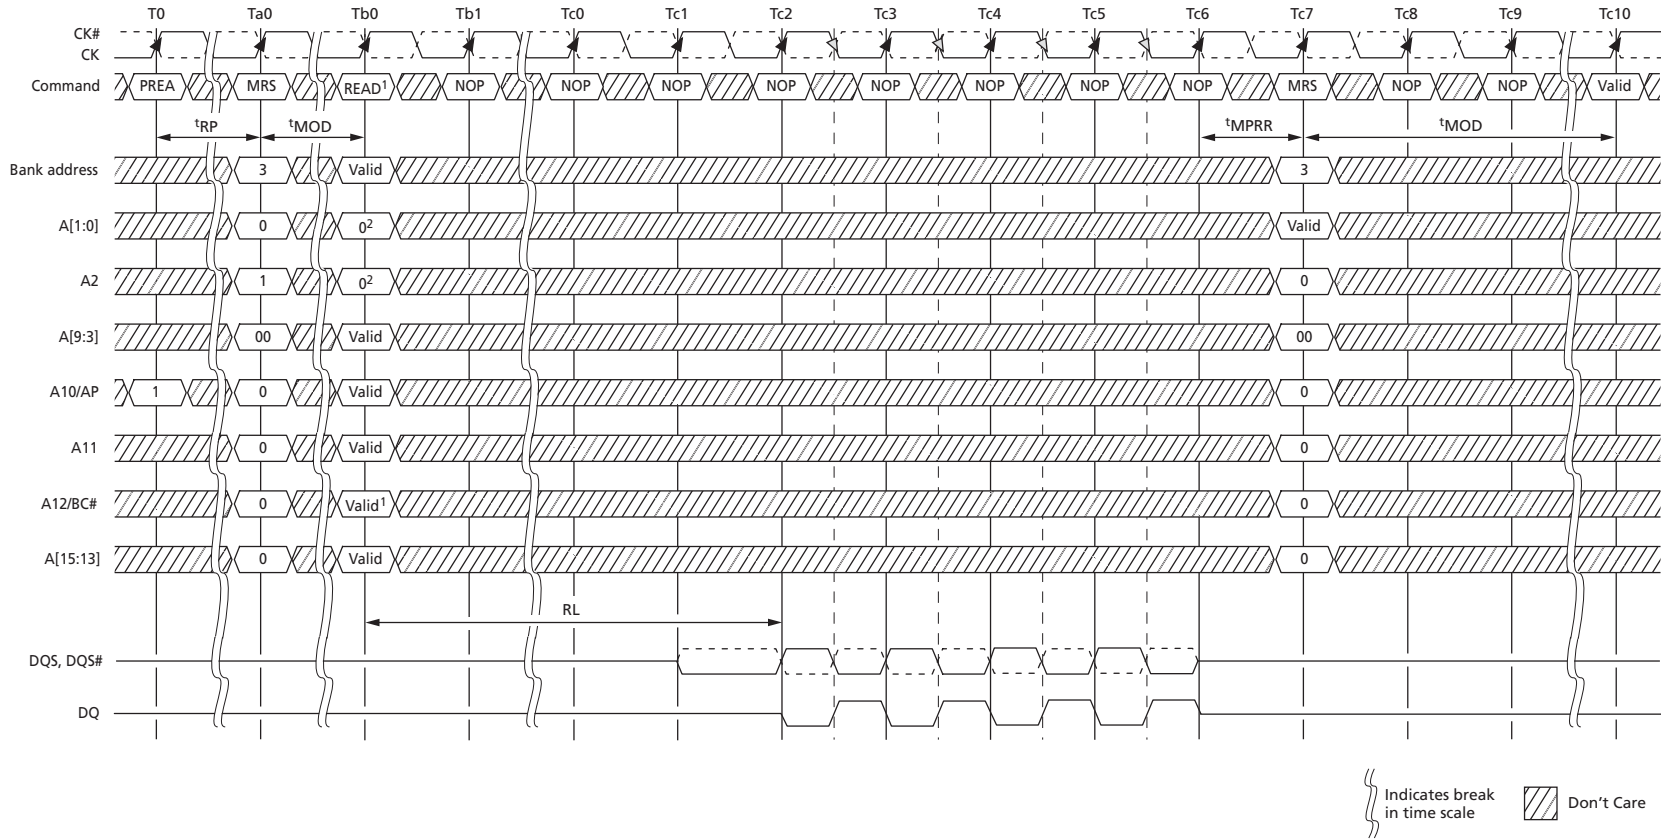 T0 Ta0 Tb0 Tb1 Tc0 Tc1 Tc2 Tc3 Tc4 Tc5 Tc6 Tc7 Tc8 Tc9 Tc10
CK#
CK
Command PREA MRS READ¹ NOP NOP NOP NOP NOP NOP NOP NOP MRS NOP NOP Valid
tRP tMOD tMPRR tMOD
Bank address 3 Valid 3
A[1:0] 0 0² Valid
A2 1 0² 0
A[9:3] 00 Valid 00
A10/AP 1 0 Valid 0
A11 0 Valid 0
A12/BC# 0 Valid¹ 0
A[15:13] 0 Valid 0
RL
DQS, DQS#
DQ
Indicates break
in time scale
Don't Care